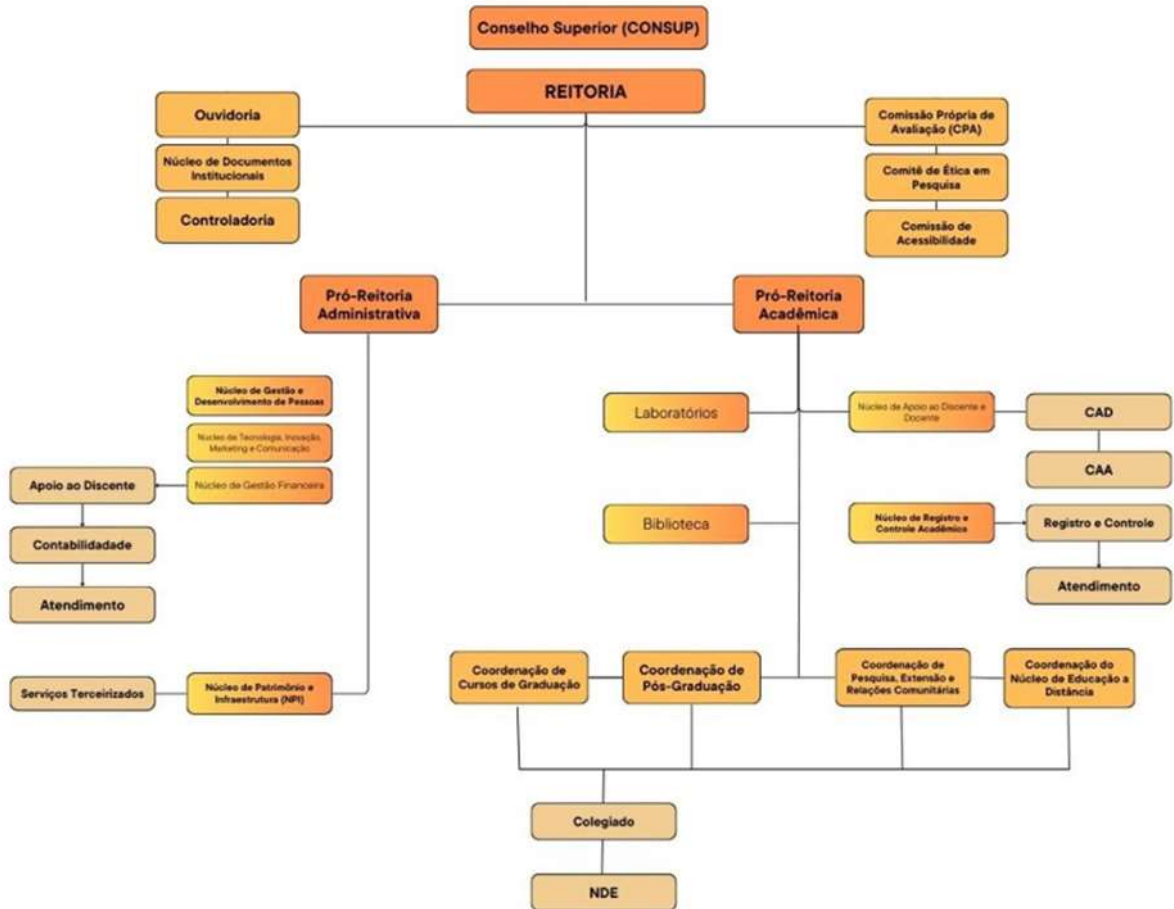 Conselho Superior (CONSUP)
REITORIA
Ouvidoria
Núcleo de Documentos
Institucionais
Controladoria
Comissão Própria de
Avaliação (CPA)
Comitê de Ética em
Pesquisa
Comissão de
Acessibilidade
Pró-Reitoria
Administrativa
Pró-Reitoria
Acadêmica
Núcleo de Gestão e
Desenvolvimento de Pessoas
Núcleo de Tecnologia, Inovação,
Marketing e Comunicação
Núcleo de Gestão Financeira
Apoio ao Discente
Contabilidadade
Atendimento
Serviços Terceirizados
Núcleo de Patrimônio e
Infraestrutura (NPI)
Laboratórios
Núcleo de Apoio ao Discente e
Docente
CAD
CAA
Biblioteca
Núcleo de Registro e
Controle Acadêmico
Registro e Controle
Atendimento
Coordenação de
Cursos de Graduação
Coordenação de
Pós-Graduação
Coordenação de
Pesquisa, Extensão e
Relações Comunitárias
Coordenação do
Núcleo de Educação a
Distância
Colegiado
NDE